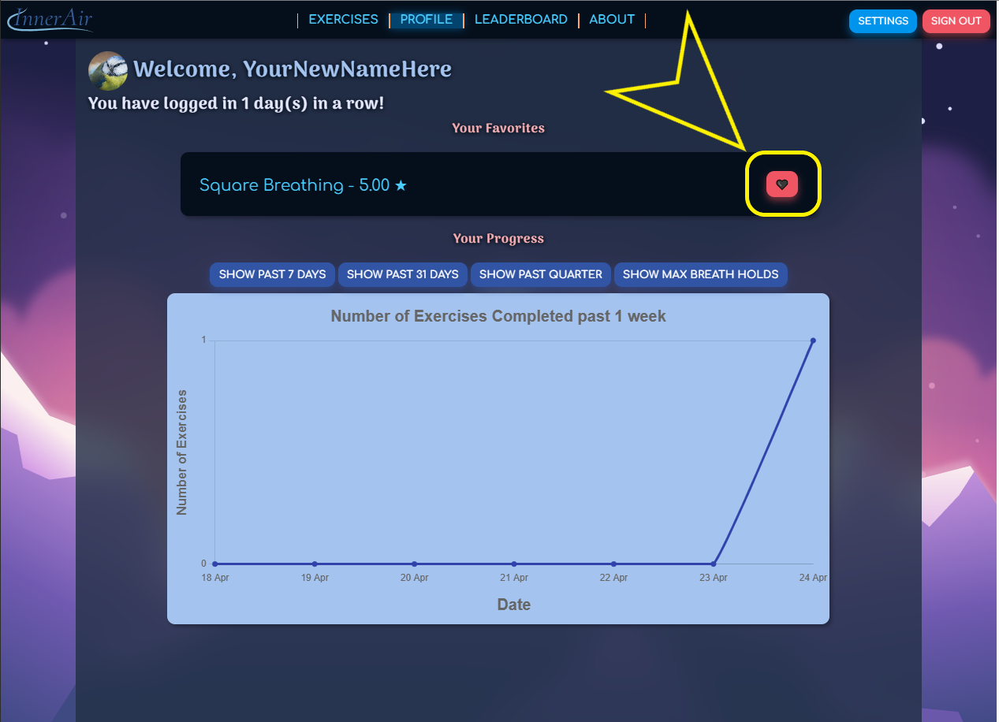 InnerAir
EXERCISES
PROFILE
LEADERBOARD
ABOUT
SETTINGS
SIGN OUT
Welcome, YourNewNameHere
You have logged in 1 day(s) in a row!
Your Favorites
Square Breathing - 5.00 ★
Your Progress
SHOW PAST 7 DAYS
SHOW PAST 31 DAYS
SHOW PAST QUARTER
SHOW MAX BREATH HOLDS
Number of Exercises Completed past 1 week
Number of Exercises
1
0
18 Apr
19 Apr
20 Apr
21 Apr
22 Apr
23 Apr
24 Apr
Date